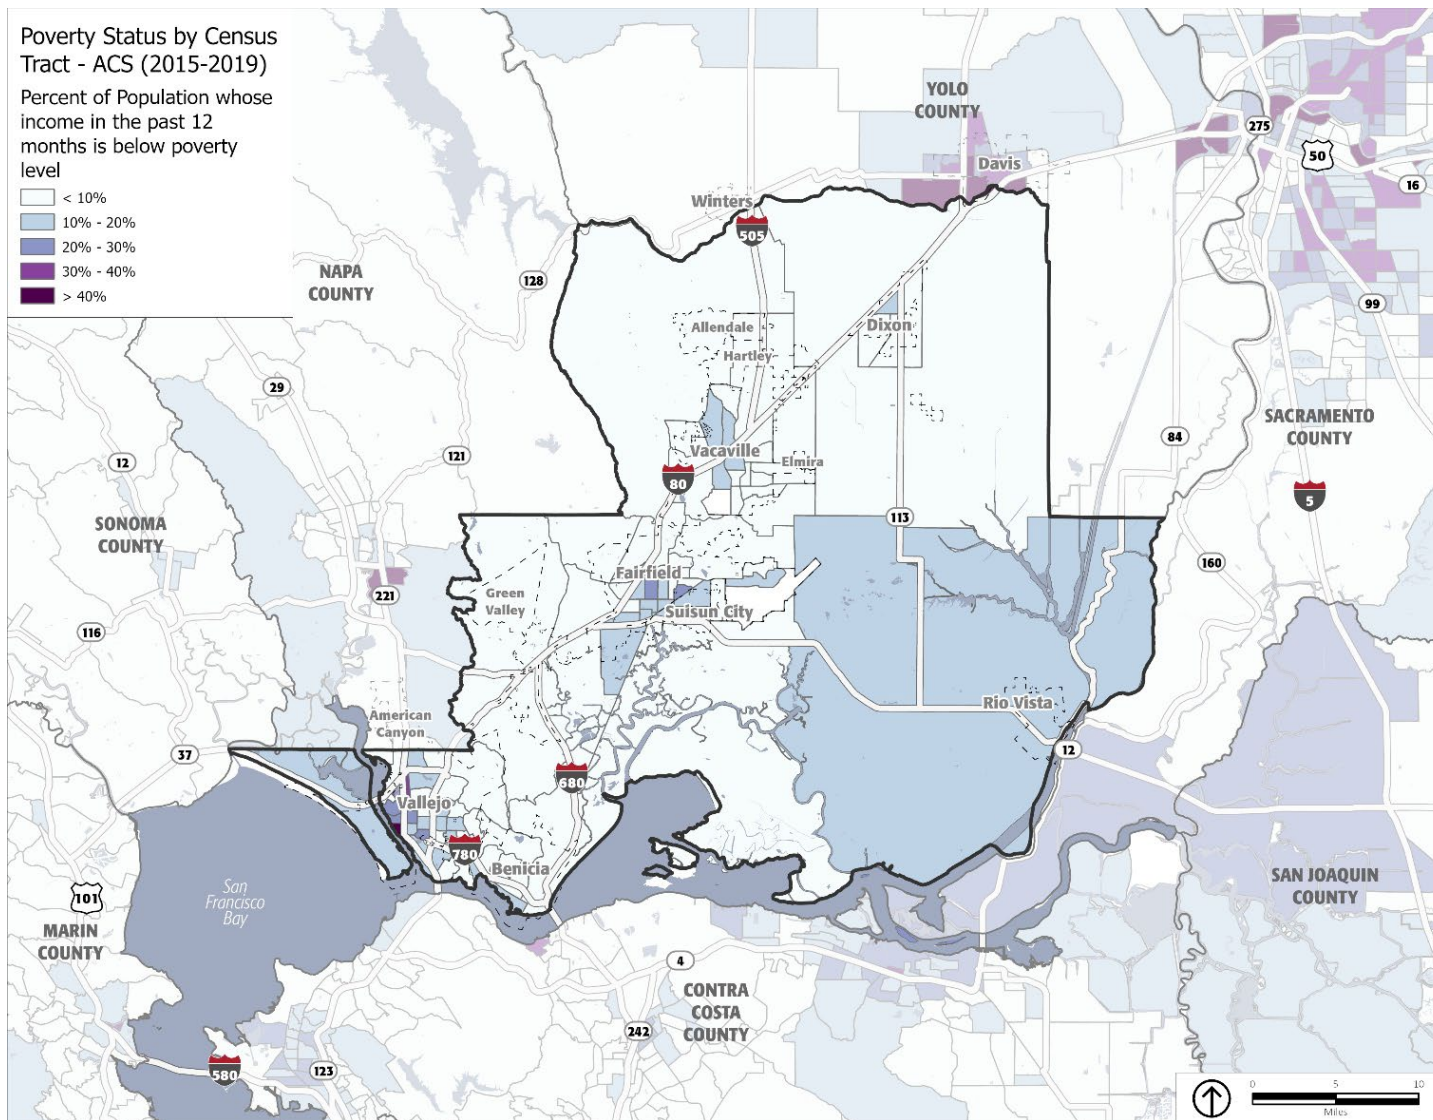 Poverty Status by Census
Tract - ACS (2015-2019)
Percent of Population whose
income in the past 12
months is below poverty
level
< 10%
10% - 20%
20% - 30%
30% - 40%
> 40%
YOLO
COUNTY
275
50
Davis
16
Winters
505
NAPA
COUNTY
128
99
Allendale
Dixon
Hartley
29
SACRAMENTO
COUNTY
84
121
12
Vacaville
Elmira
80
5
SONOMA
COUNTY
113
160
Fairfield
Green
Valley
221
Suisun City
116
Rio Vista
American
Canyon
37
12
680
Vallejo
780
Benicia
San
Francisco
Bay
101
SAN JOAQUIN
COUNTY
MARIN
COUNTY
4
CONTRA
COSTA
COUNTY
242
580
123
0 5 10
Miles